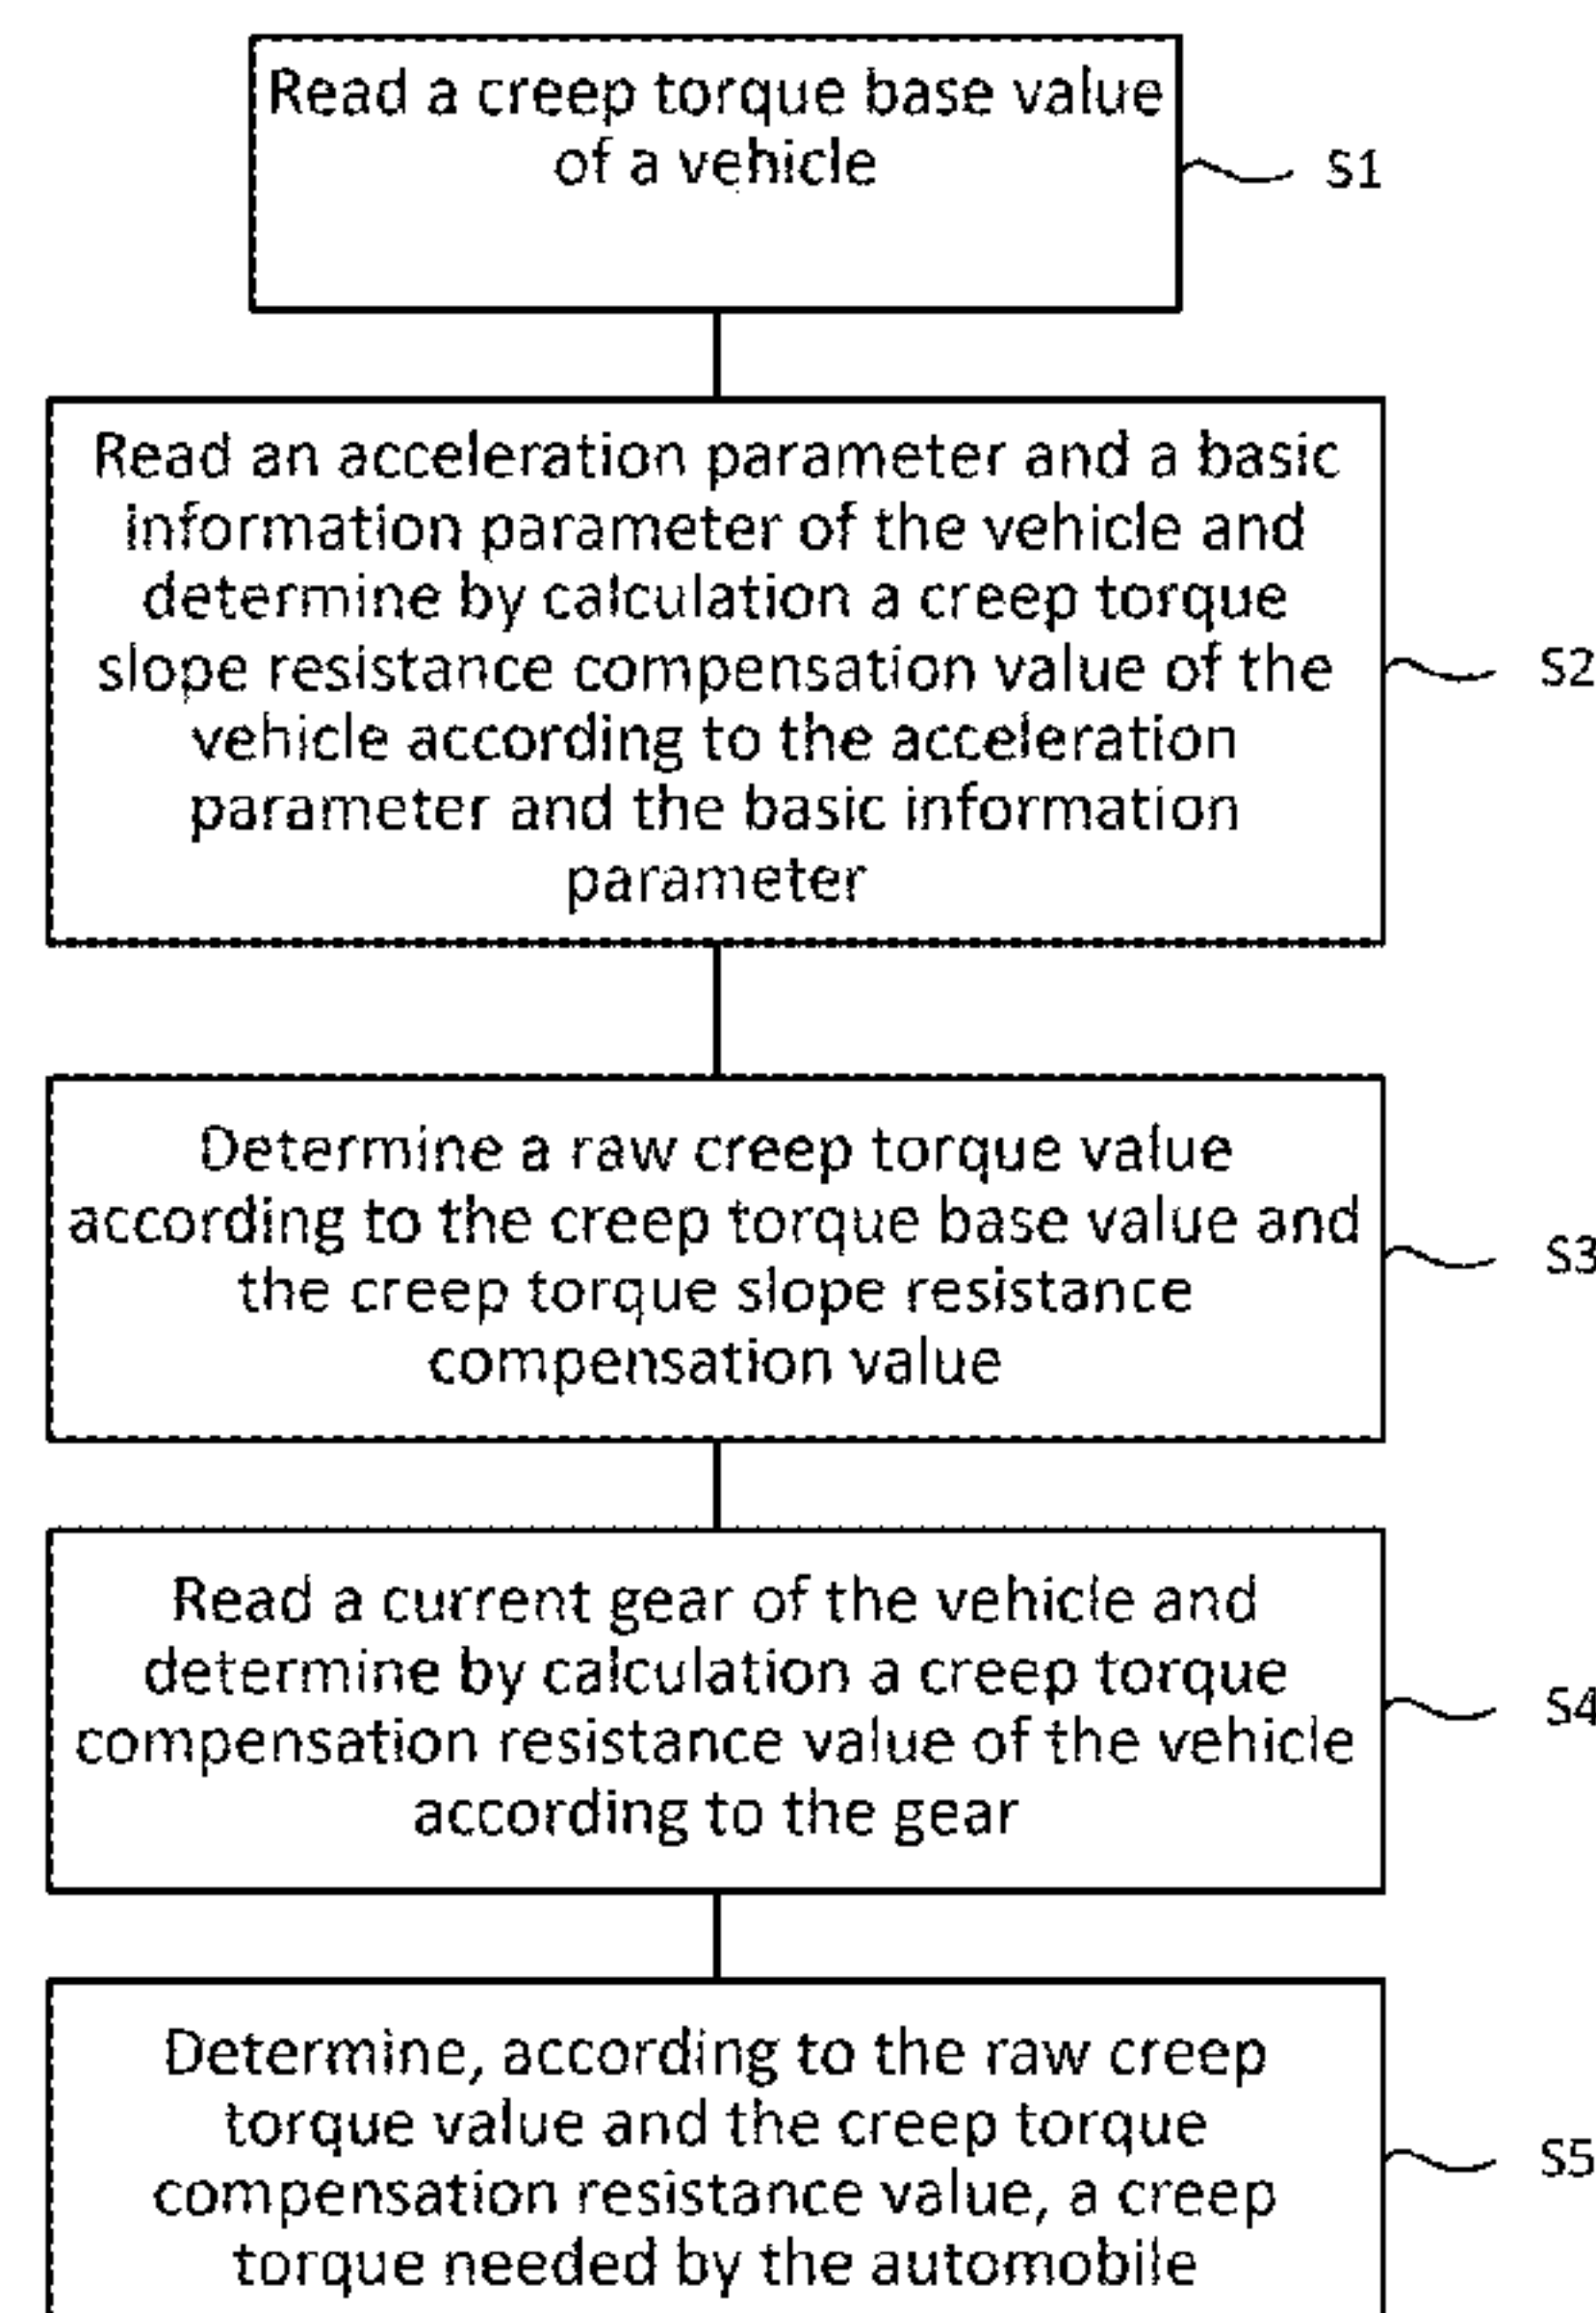 Read a creep torque base value
of a vehicle
S1
Read an acceleration parameter and a basic
information parameter of the vehicle and
determine by calculation a creep torque
slope resistance compensation value of the
vehicle according to the acceleration
parameter and the basic information
parameter
S2
Determine a raw creep torque value
according to the creep torque base value and
the creep torque slope resistance
compensation value
S3
Read a current gear of the vehicle and
determine by calculation a creep torque
compensation resistance value of the vehicle
according to the gear
S4
Determine, according to the raw creep
torque value and the creep torque
compensation resistance value, a creep
torque needed by the automobile
S5